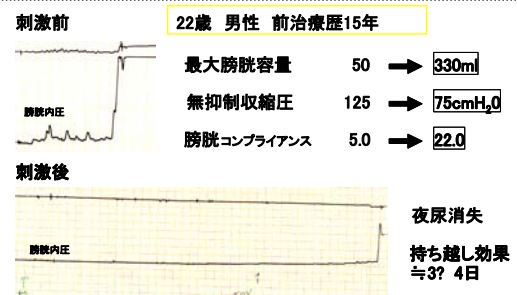 刺激前
22歳 男性 前治療歴15年
最大膀胱容量 50 → 330ml
無抑制収縮圧 125 → 75cmH₂0
膀胱コンプライアンス 5.0 → 22.0
膀胱内圧
刺激後
膀胱内圧
夜尿消失
持ち越し効果
≒3? 4日